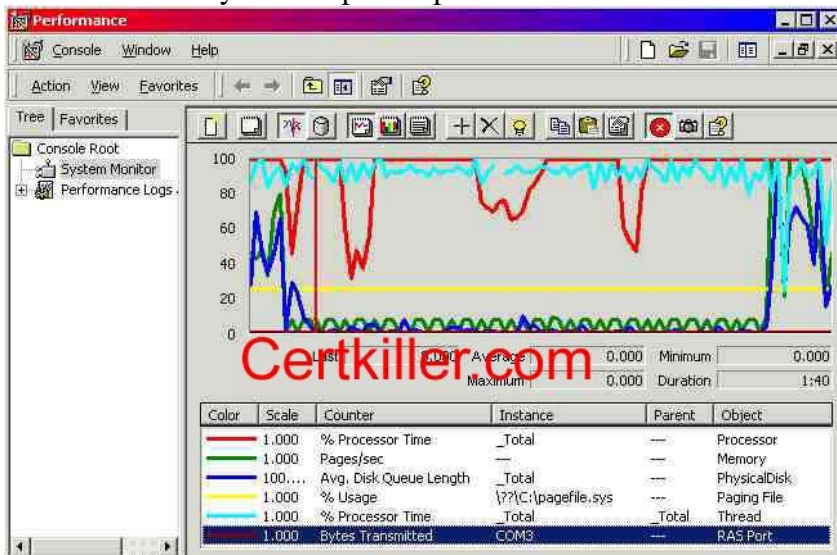 Performance
Console Window Help
Action View Favorites
Tree Favorites
Console Root
System Monitor
Performance Logs
100
80
60
40
20
0
Last 0.000 Average 0.000 Minimum 0.000
Maximum 0.000 Duration 1:40
Certkiller.com
Color Scale Counter Instance Parent Object
1.000 % Processor Time _Total --- Processor
1.000 Pages/sec --- --- Memory
100.... Avg. Disk Queue Length _Total --- PhysicalDisk
1.000 % Usage \??\C:\pagefile.sys --- Paging File
1.000 % Processor Time _Total _Total Thread
1.000 Bytes Transmitted COM3 --- RAS Port